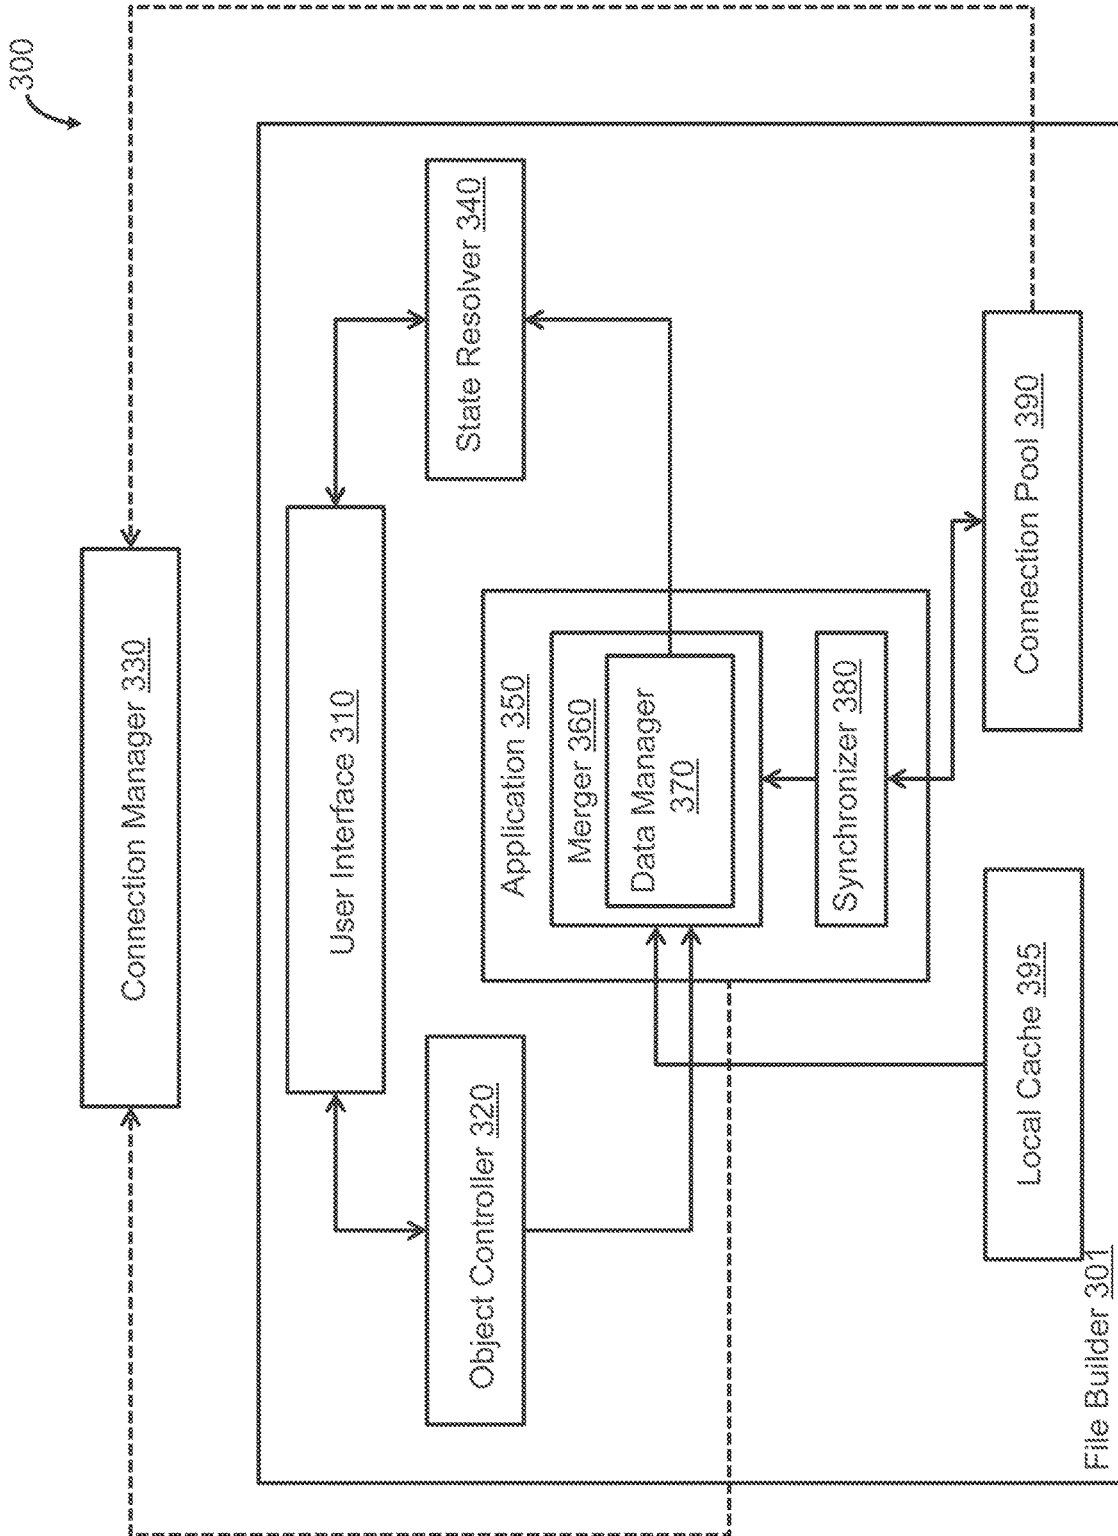 300
Connection Manager 330
User Interface 310
Object Controller 320
State Resolver 340
Application 350
Merger 360
Data Manager
370
Synchronizer 380
Local Cache 395
Connection Pool 390
File Builder 301